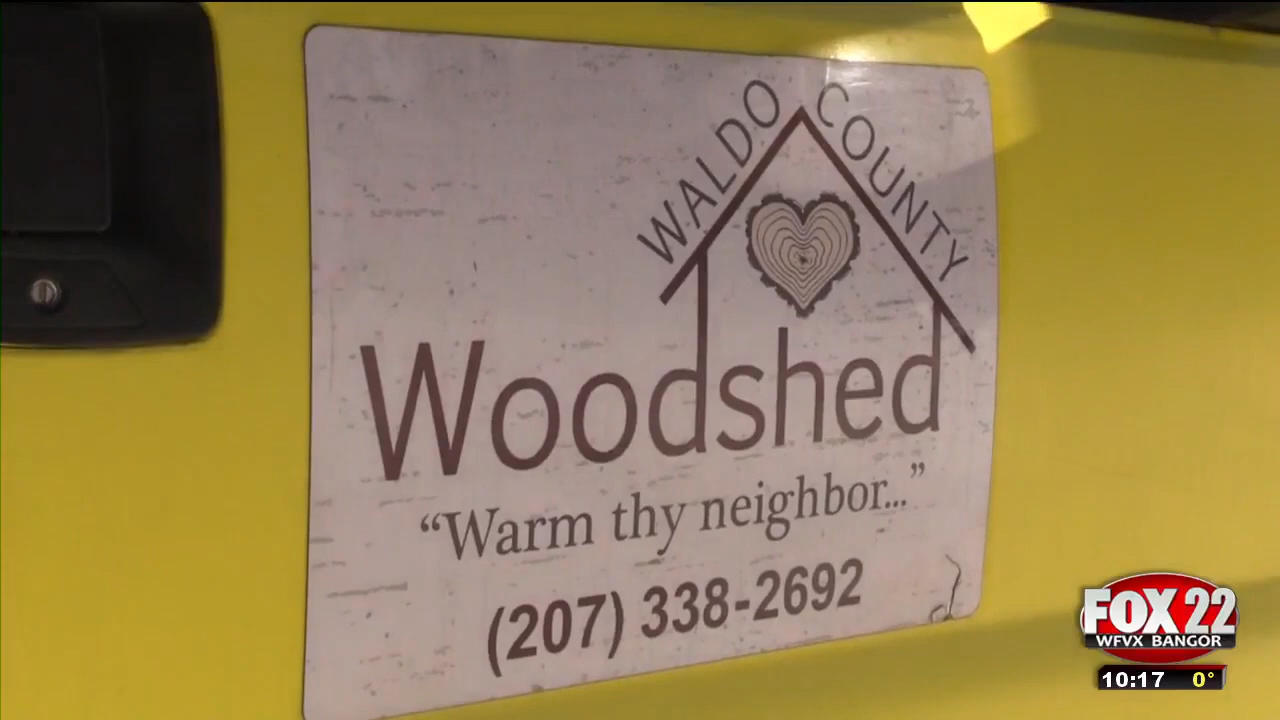 WALDO COUNTY
Woodshed
“Warm thy neighbor...”
(207) 338-2692
FOX 22
WFVX BANGOR
10:17 0°